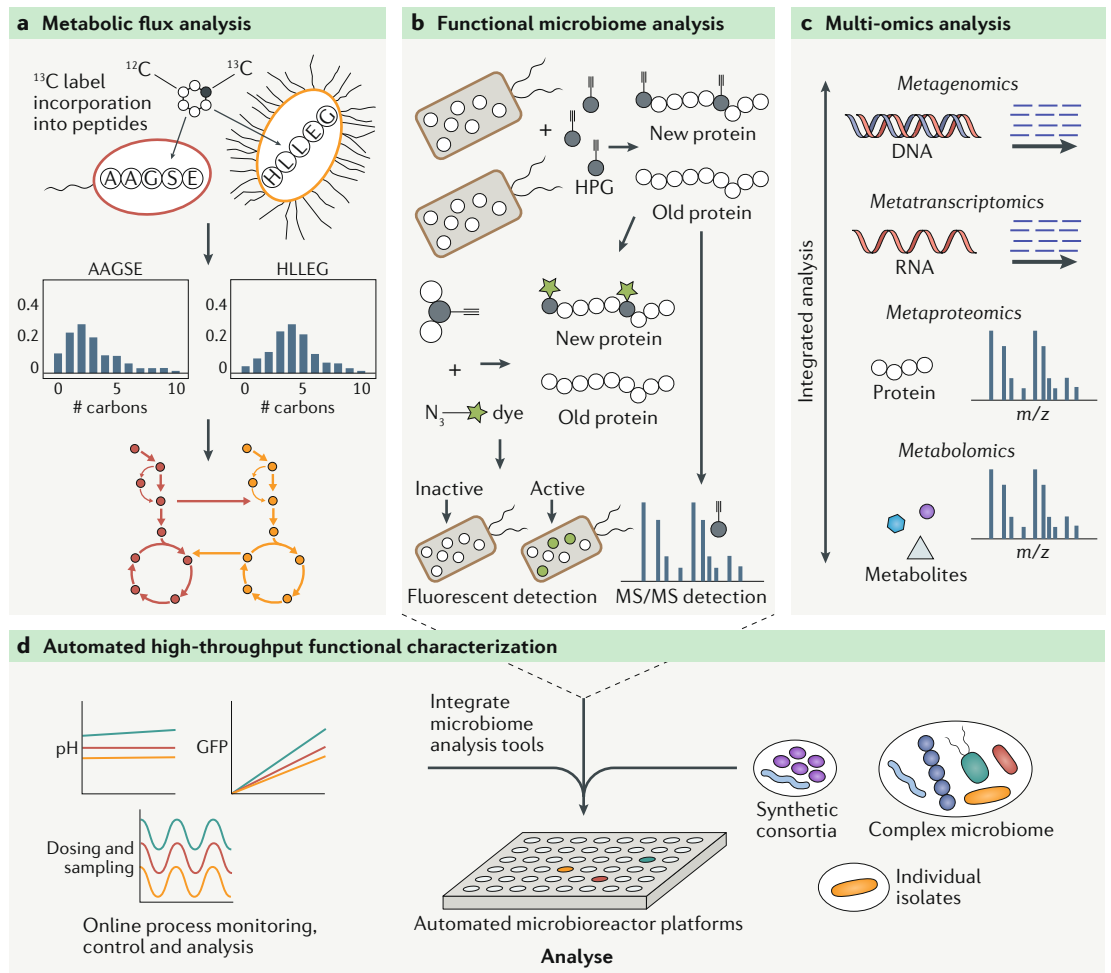 a Metabolic flux analysis
¹³C label
incorporation
into peptides
¹²C
¹³C
A A G S E
H L L E G
AAGSE
0.4
0.2
0
0 5 10
# carbons
HLLEG
0.4
0.2
0
0 5 10
# carbons
b Functional microbiome analysis
+
HPG
New protein
Old protein
+
N₃
dye
New protein
Old protein
Inactive
Active
Fluorescent detection
MS/MS detection
c Multi-omics analysis
Integrated analysis
Metagenomics
DNA
Metatranscriptomics
RNA
Metaproteomics
Protein
m/z
Metabolomics
Metabolites
m/z
d Automated high-throughput functional characterization
pH
GFP
Dosing and
sampling
Online process monitoring,
control and analysis
Integrate
microbiome
analysis tools
Automated microbioreactor platforms
Analyse
Synthetic
consortia
Complex microbiome
Individual
isolates